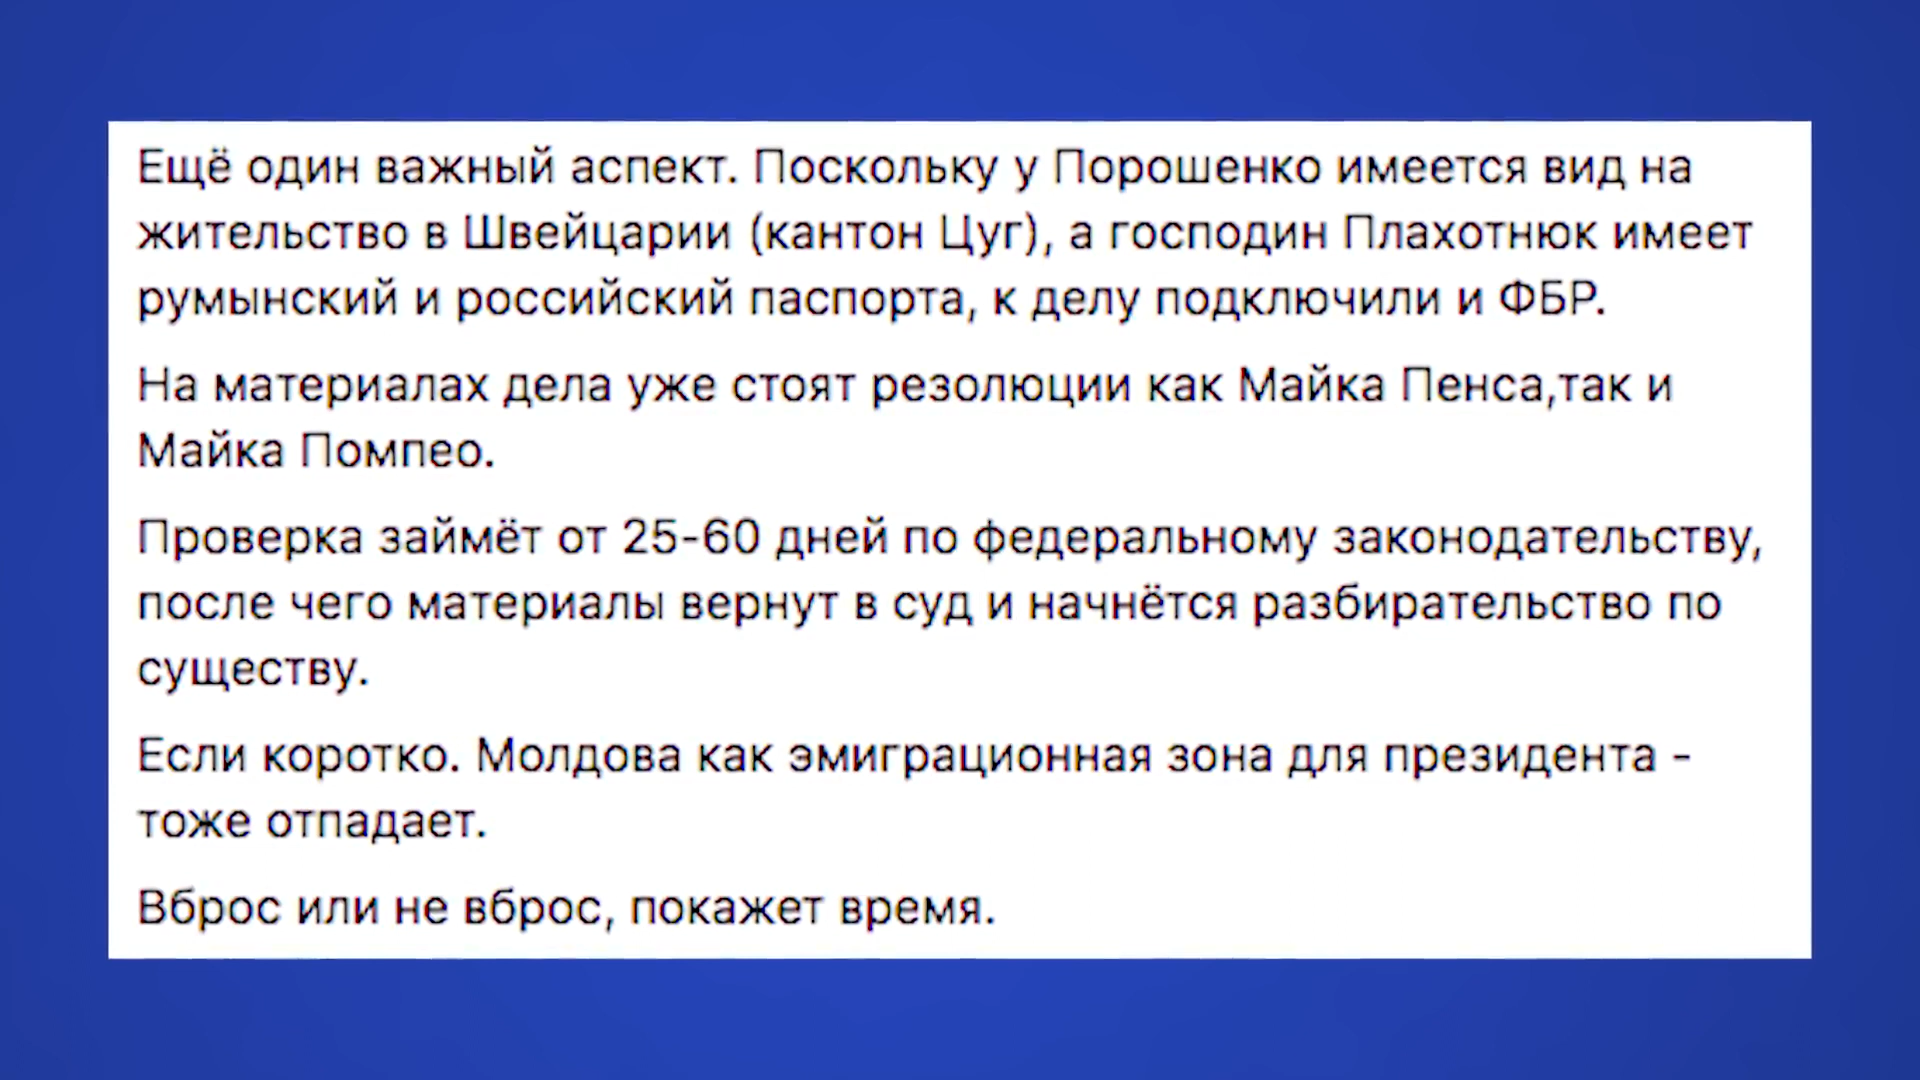 Ещё один важный аспект. Поскольку у Порошенко имеется вид на
жительство в Швейцарии (кантон Цуг), а господин Плахотнюк имеет
румынский и российский паспорта, к делу подключили и ФБР.
На материалах дела уже стоят резолюции как Майка Пенса,так и
Майка Помпео.
Проверка займёт от 25-60 дней по федеральному законодательству,
после чего материалы вернут в суд и начнётся разбирательство по
существу.
Если коротко. Молдова как эмиграционная зона для президента -
тоже отпадает.
Вброс или не вброс, покажет время.